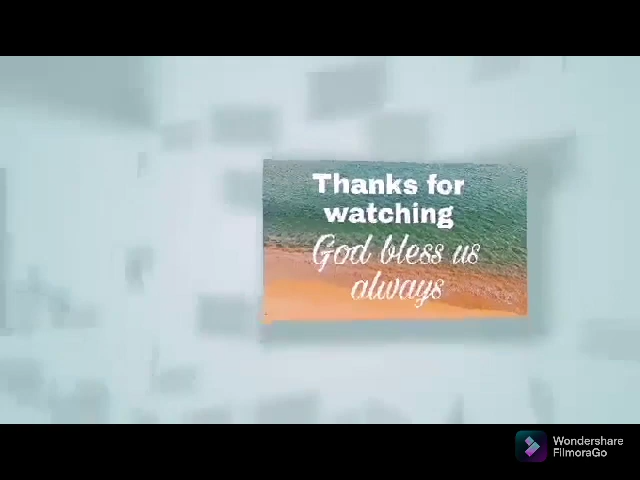 Thanks for
watching
God bless us
always
Wondershare
FilmoraGo